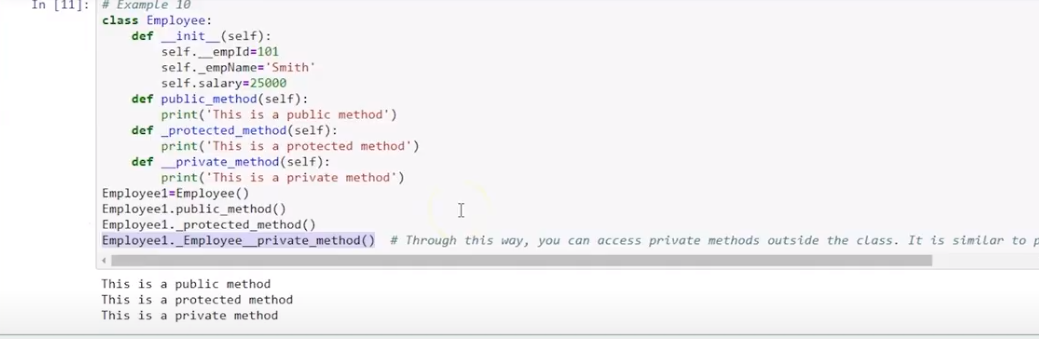 In [11]: # Example 10
class Employee:
    def __init__(self):
        self.__empId=101
        self._empName='Smith'
        self.salary=25000
    def public_method(self):
        print('This is a public method')
    def _protected_method(self):
        print('This is a protected method')
    def __private_method(self):
        print('This is a private method')
Employee1=Employee()
Employee1.public_method()
Employee1._protected_method()
Employee1._Employee__private_method()  # Through this way, you can access private methods outside the class. It is similar to p
This is a public method
This is a protected method
This is a private method